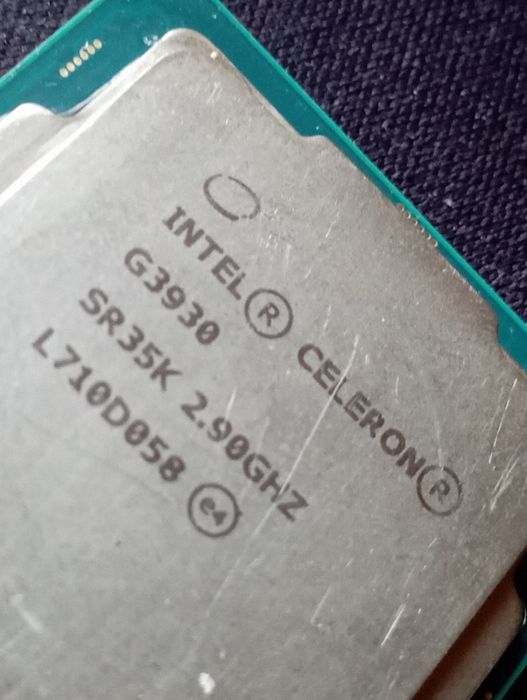 INTEL® CELERON®
G3930
SR35K 2.90GHZ
L710D058 e4